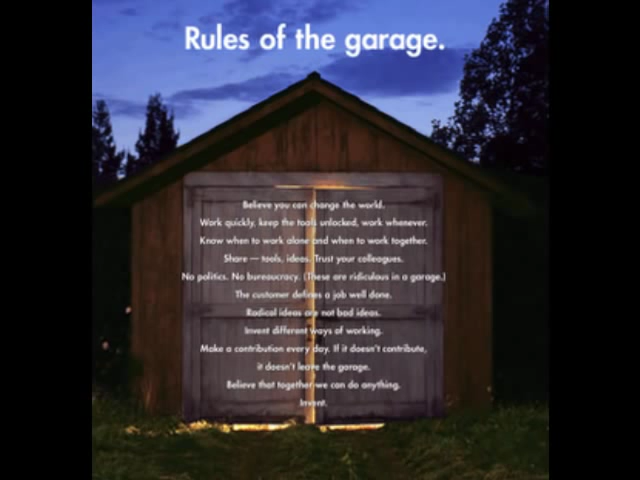 Rules of the garage.
Believe you can change the world.
Work quickly, keep the tools unlocked, work whenever.
Know when to work alone and when to work together.
Share — tools, ideas. Trust your colleagues.
No politics. No bureaucracy. (These are ridiculous in a garage.)
The customer defines a job well done.
Radical ideas are not bad ideas.
Invent different ways of working.
Make a contribution every day. If it doesn't contribute,
it doesn't leave the garage.
Believe that together we can do anything.
Invent.